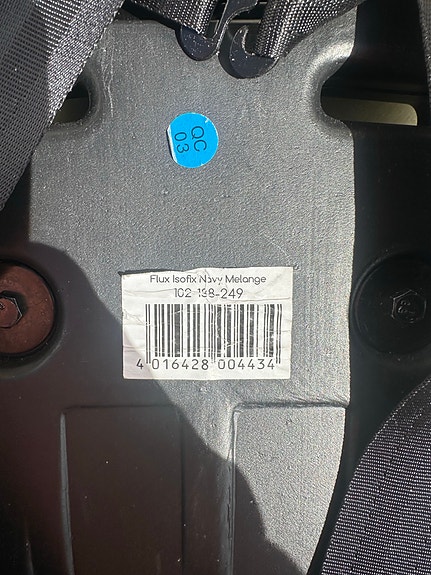 QC
03
Flux Isofix Navy Melange
102-138-249
4 016428 004434